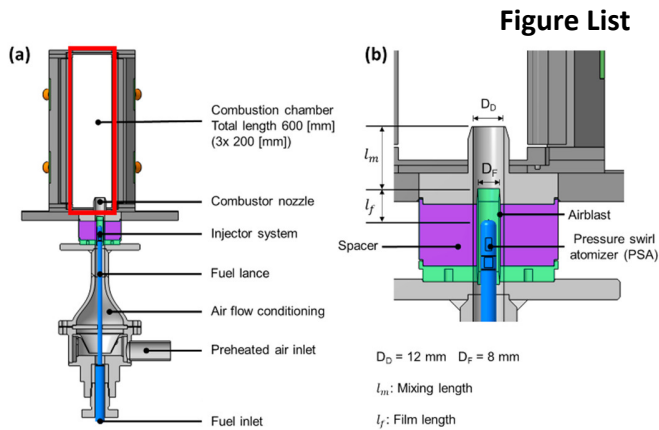 Figure List
(a)
Combustion chamber
Total length 600 [mm]
(3x 200 [mm])
Combustor nozzle
Injector system
Fuel lance
Air flow conditioning
Preheated air inlet
Fuel inlet
(b)
D_D
l_m
D_F
l_f
Airblast
Spacer
Pressure swirl
atomizer (PSA)
D_D = 12 mm D_F = 8 mm
l_m: Mixing length
l_f: Film length